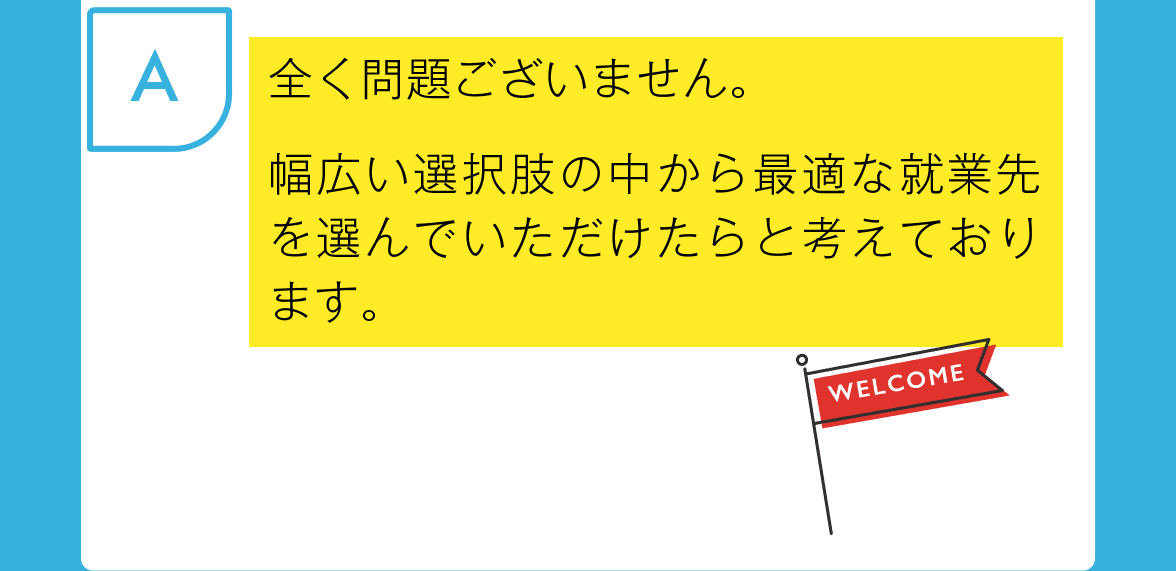 A
全く問題ございません。
幅広い選択肢の中から最適な就業先
を選んでいただけたらと考えており
ます。
WELCOME